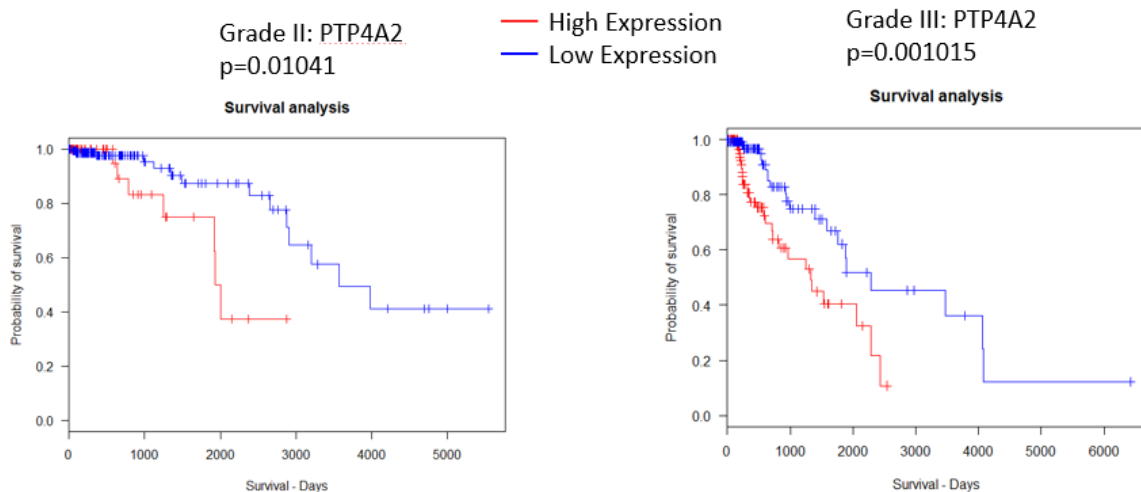 Grade II: PTP4A2
p=0.01041
High Expression
Low Expression
Grade III: PTP4A2
p=0.001015
Survival analysis
Probability of survival
1.0
0.8
0.6
0.4
0.2
0.0
0 1000 2000 3000 4000 5000
Survival - Days
Survival analysis
Probability of survival
1.0
0.8
0.6
0.4
0.2
0.0
0 1000 2000 3000 4000 5000 6000
Survival - Days